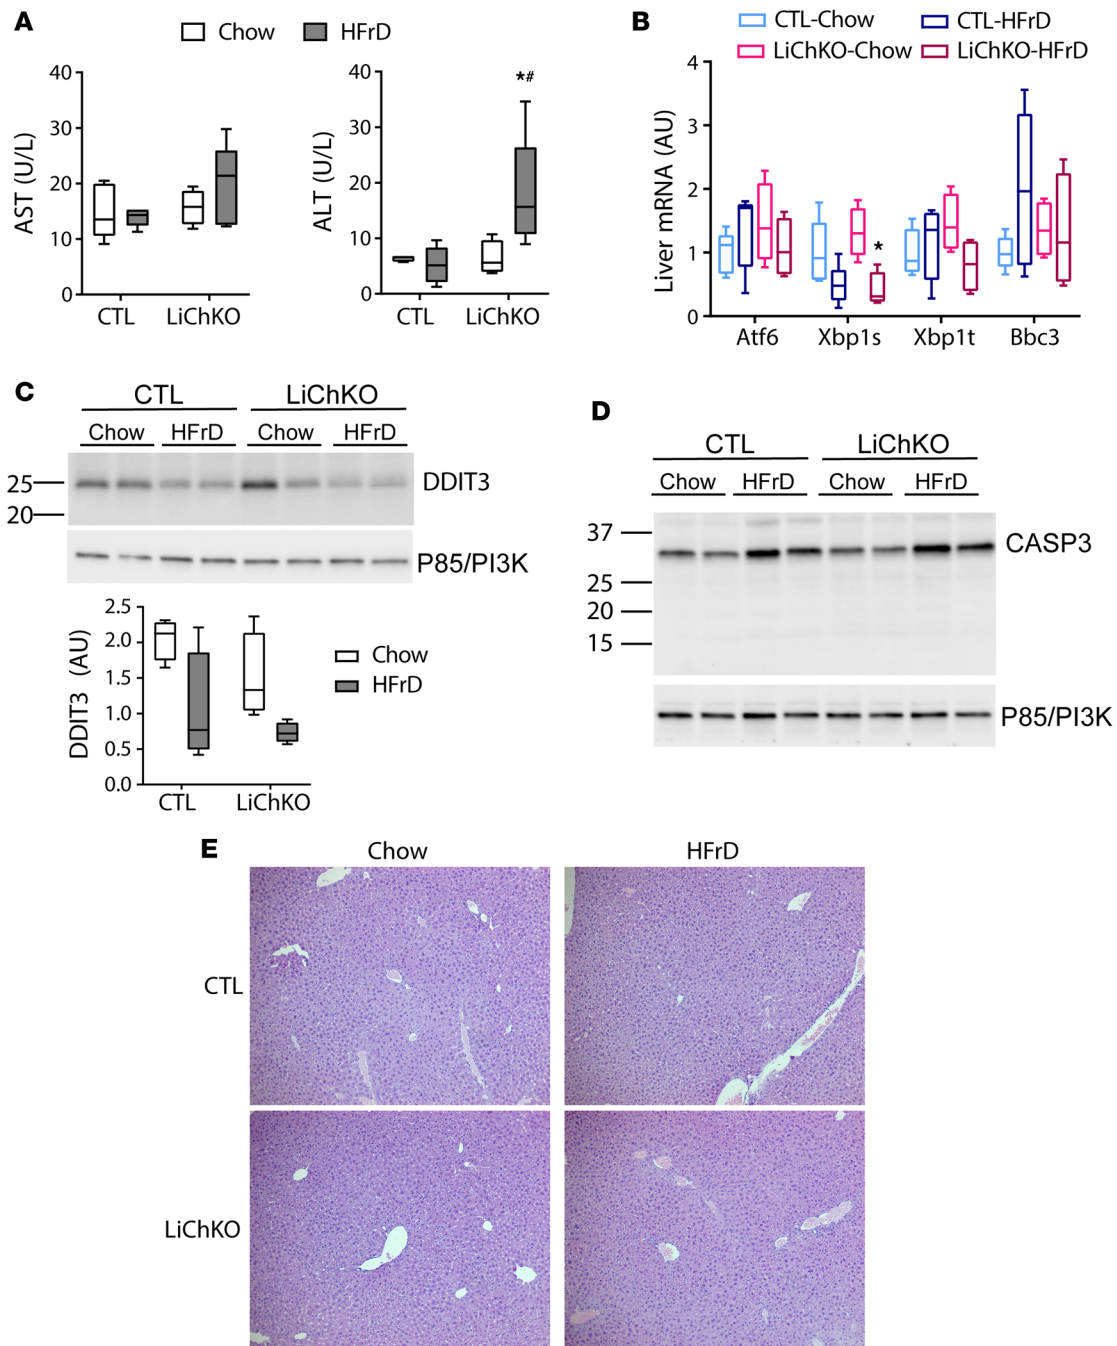 A
Chow HFrD
AST (U/L)
40
30
20
10
0
CTL LiChKO
ALT (U/L)
40
30
20
10
0
*#
CTL LiChKO
B
CTL-Chow CTL-HFrD
LiChKO-Chow LiChKO-HFrD
Liver mRNA (AU)
4
3
2
1
0
*
Atf6 Xbp1s Xbp1t Bbc3
C
CTL LiChKO
Chow HFrD Chow HFrD
25
20
DDIT3
P85/PI3K
DDIT3 (AU)
2.5
2.0
1.5
1.0
0.5
0.0
CTL LiChKO
Chow
HFrD
D
CTL LiChKO
Chow HFrD Chow HFrD
37
25
20
15
CASP3
P85/PI3K
E
Chow HFrD
CTL
LiChKO